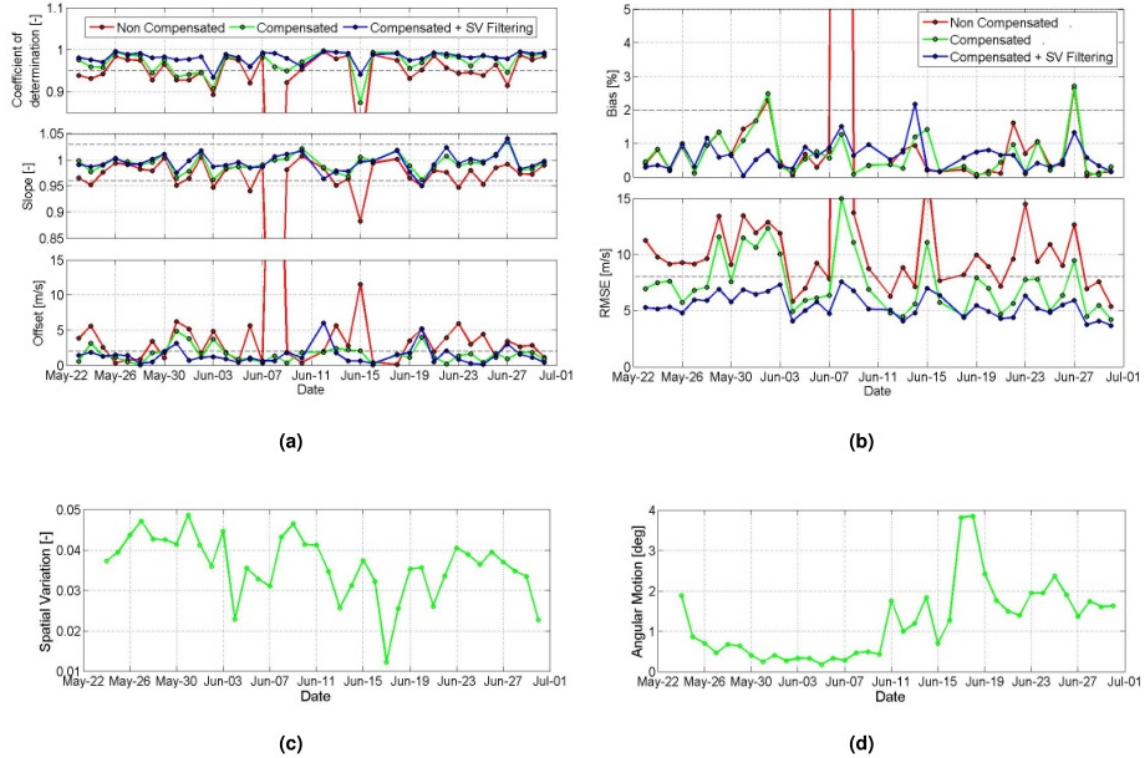 Non Compensated Compensated Compensated + SV Filtering
Coefficient of
determination [-]
1.1
1
0.9
Slope [-]
1.05
1
0.95
0.9
0.85
Offset [m/s]
15
10
5
0
May-22 May-26 May-30 Jun-03 Jun-07 Jun-11 Jun-15 Jun-19 Jun-23 Jun-27 Jul-01
Date
(a)
Non Compensated
Compensated
Compensated + SV Filtering
Bias [%]
5
4
3
2
1
0
RMSE [m/s]
15
10
5
0
May-22 May-26 May-30 Jun-03 Jun-07 Jun-11 Jun-15 Jun-19 Jun-23 Jun-27 Jul-01
Date
(b)
Spatial Variation [-]
0.05
0.04
0.03
0.02
0.01
May-22 May-26 May-30 Jun-03 Jun-07 Jun-11 Jun-15 Jun-19 Jun-23 Jun-27 Jul-01
Date
(c)
Angular Motion [deg]
4
3
2
1
0
May-22 May-26 May-30 Jun-03 Jun-07 Jun-11 Jun-15 Jun-19 Jun-23 Jun-27 Jul-01
Date
(d)